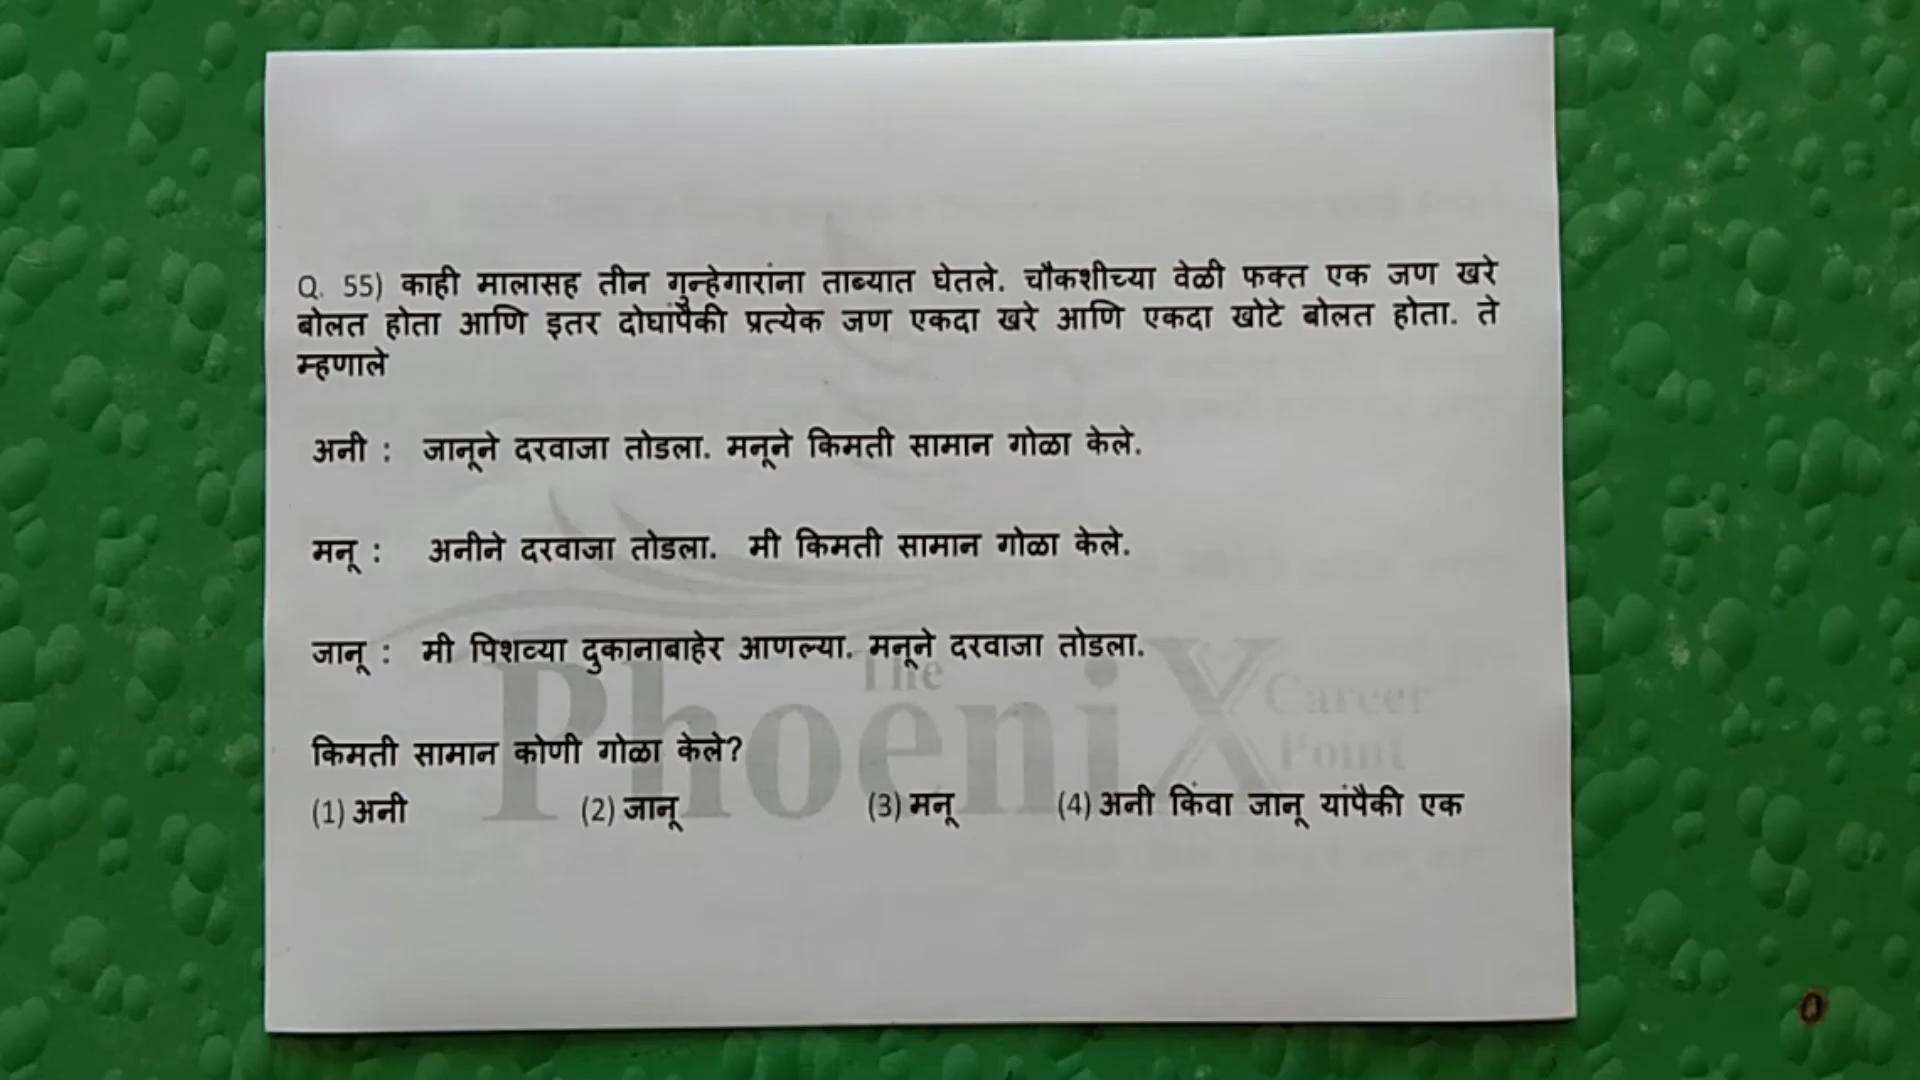 Q. 55) काही मालासह तीन गुन्हेगारांना ताब्यात घेतले. चौकशीच्या वेळी फक्त एक जण खरे
बोलत होता आणि इतर दोघांपैकी प्रत्येक जण एकदा खरे आणि एकदा खोटे बोलत होता. ते
म्हणाले
अनी : जानूने दरवाजा तोडला. मनूने किमती सामान गोळा केले.
मनू : अनीने दरवाजा तोडला. मी किमती सामान गोळा केले.
जानू : मी पिशव्या दुकानाबाहेर आणल्या. मनूने दरवाजा तोडला.
The
PhoeniX Career
Point
किमती सामान कोणी गोळा केले?
(1) अनी (2) जानू (3) मनू (4) अनी किंवा जानू यांपैकी एक